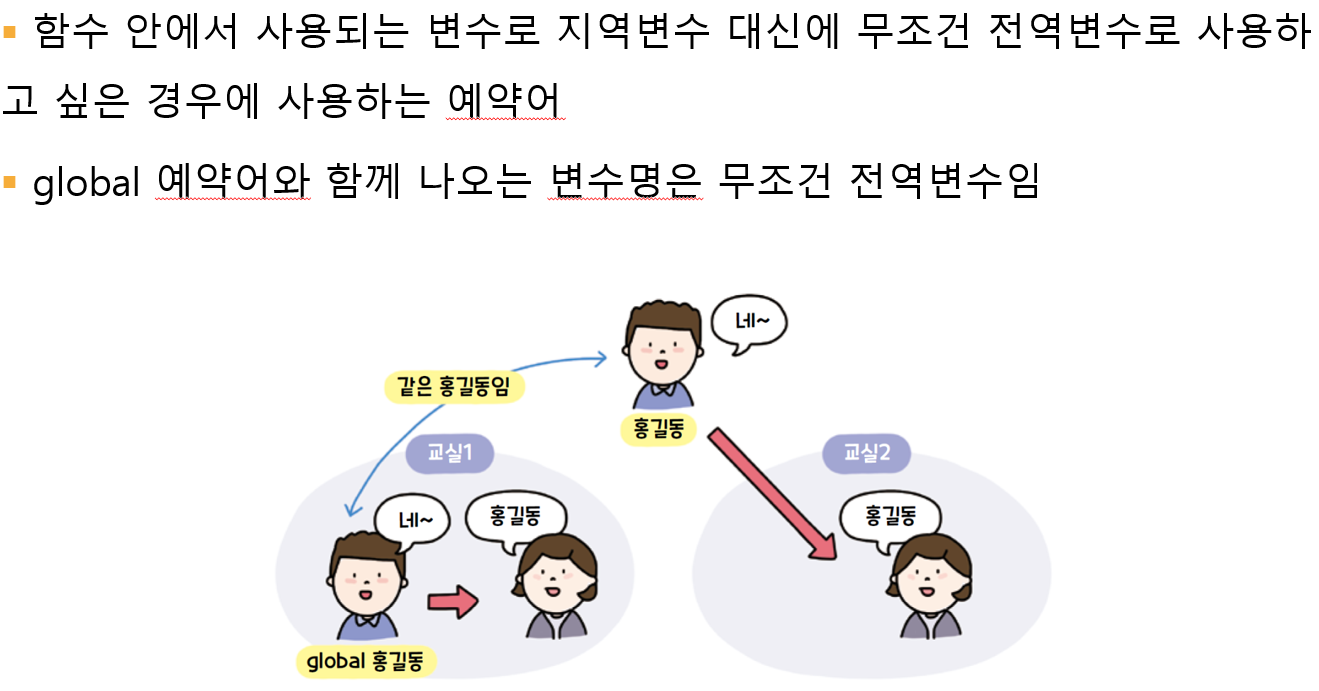 ▪ 함수 안에서 사용되는 변수로 지역변수 대신에 무조건 전역변수로 사용하
고 싶은 경우에 사용하는 예약어
▪ global 예약어와 함께 나오는 변수명은 무조건 전역변수임
네~
같은 홍길동임
홍길동
교실1
교실2
네~
홍길동
홍길동
global 홍길동